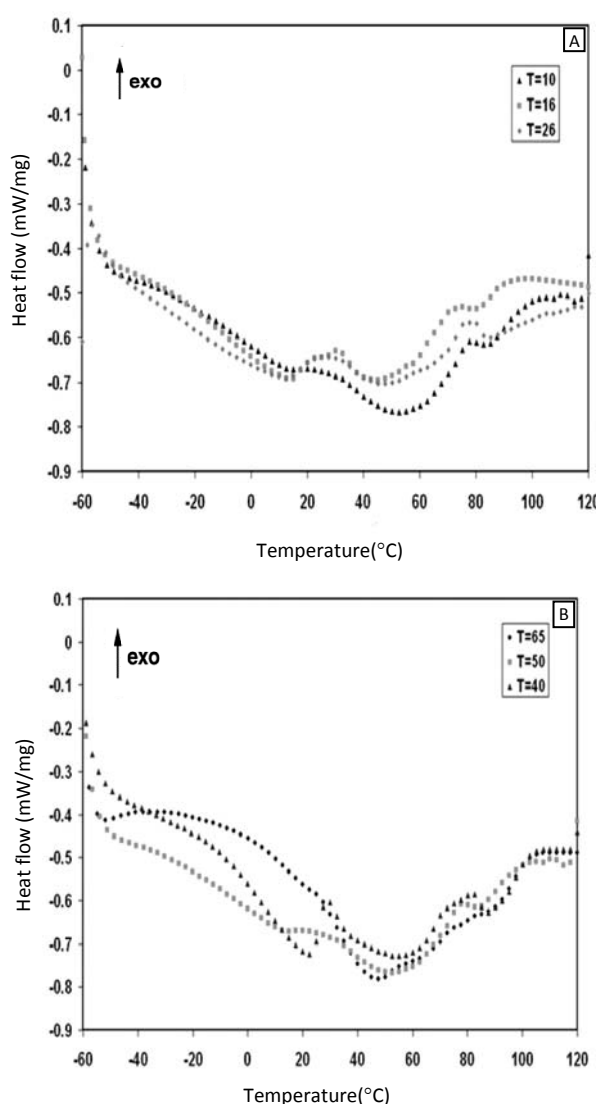 A
0.1
0
-0.1
-0.2
-0.3
-0.4
-0.5
-0.6
-0.7
-0.8
-0.9
Heat flow (mW/mg)
exo
T=10
T=16
T=26
-60 -40 -20 0 20 40 60 80 100 120
Temperature(°C)
B
0.1
0
-0.1
-0.2
-0.3
-0.4
-0.5
-0.6
-0.7
-0.8
-0.9
Heat flow (mW/mg)
exo
T=65
T=50
T=40
-60 -40 -20 0 20 40 60 80 100 120
Temperature(°C)